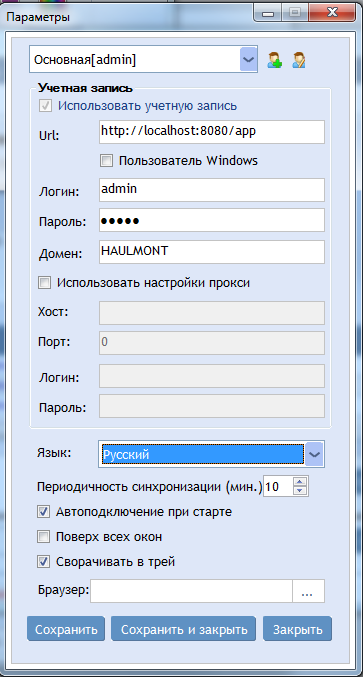 Параметры
Основная[admin]
Учетная запись
Использовать учетную запись
Url: http://localhost:8080/app
Пользователь Windows
Логин: admin
Пароль: •••••
Домен: HAULMONT
Использовать настройки прокси
Хост:
Порт: 0
Логин:
Пароль:
Язык: Русский
Периодичность синхронизации (мин.) 10
Автоподключение при старте
Поверх всех окон
Сворачивать в трей
Браузер: ...
Сохранить Сохранить и закрыть Закрыть